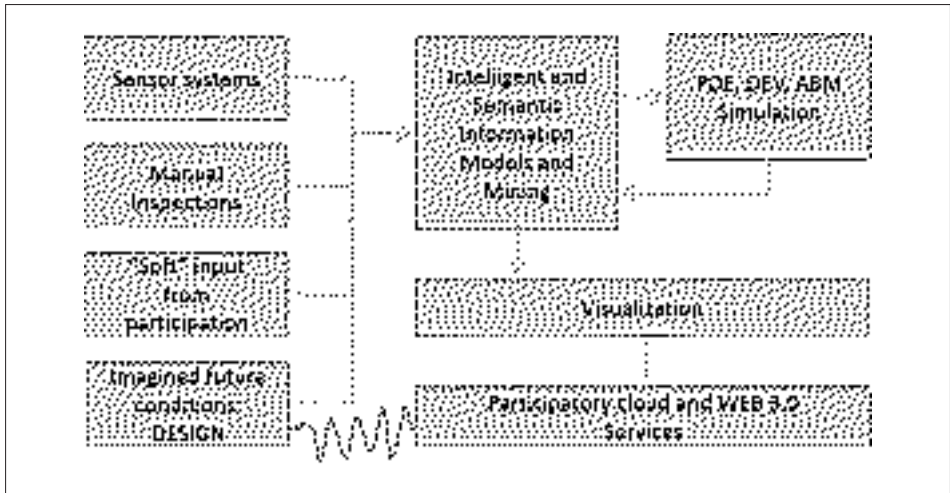 Sensor systems
Manual
Inspections
"Soft" input
from
participation
Imagined future
conditions:
DESIGN
Intelligent and
Semantic
Information
Models and
Mining
PDE, DEV, ABM
Simulation
Visualization
Participatory cloud and WEB 3.0
Services